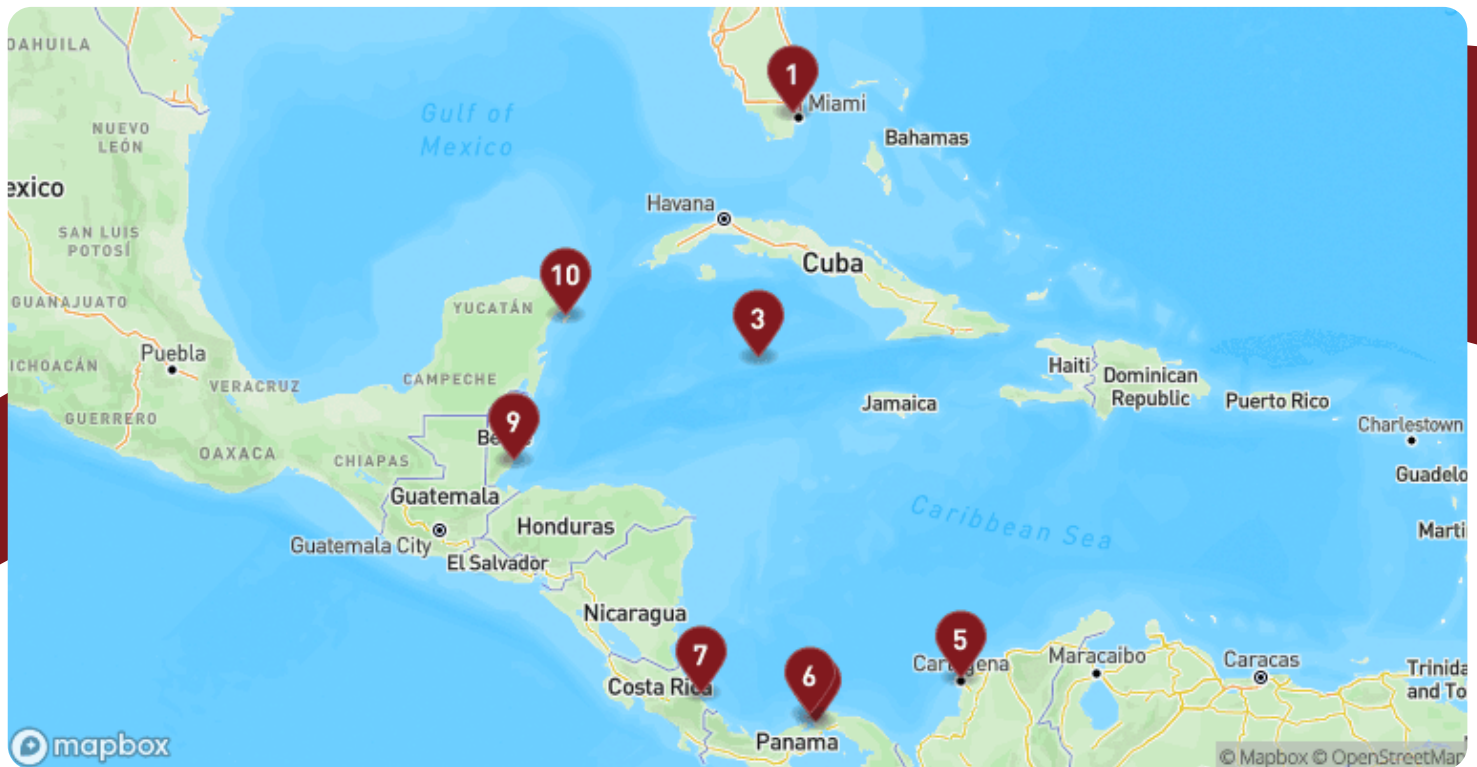 OAHUILA
NUEVO
LEÓN
exico
SAN LUIS
POTOSÍ
GUANAJUATO
ICHOACÁN
Puebla
VERACRUZ
GUERRERO
OAXACA
CHIAPAS
CAMPECHE
YUCATÁN
Gulf of
Mexico
1
Miami
Bahamas
Havana
Cuba
10
3
9
Guatemala
Guatemala City
El Salvador
Honduras
Nicaragua
7
Costa Rica
6
Panama
5
Cartagena
Maracaibo
Caracas
Jamaica
Haiti
Dominican
Republic
Puerto Rico
Charlestown
Guadelo
Marti
Caribbean Sea
Trinida
and To
mapbox
© Mapbox © OpenStreetMap